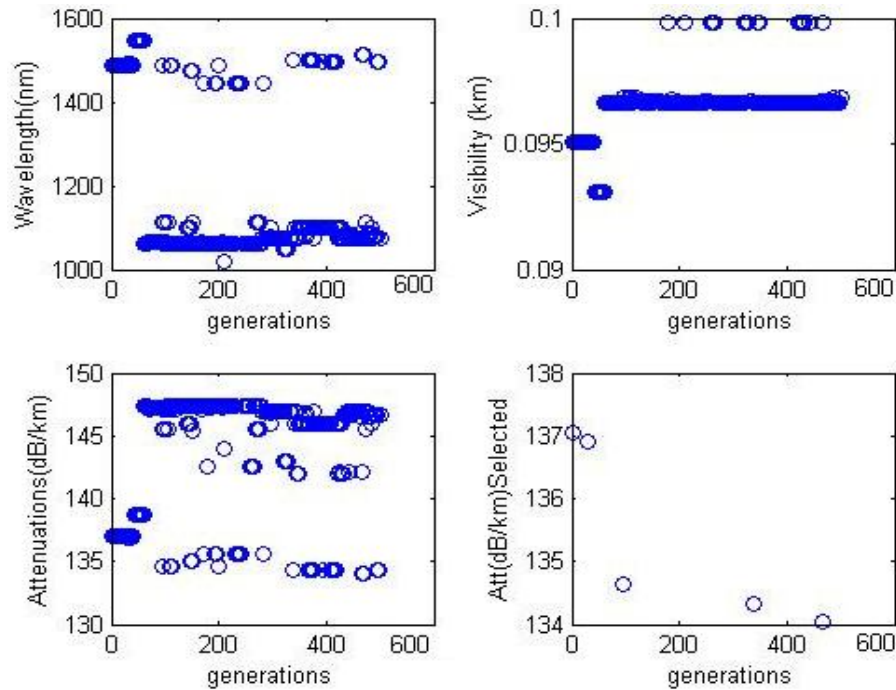 1600
1400
1200
1000
Wavelength(nm)
0 200 400 600
generations
0.1
0.095
0.09
Visibility (km)
0 200 400 600
generations
150
145
140
135
130
Attenuations(dB/km)
0 200 400 600
generations
138
137
136
135
134
Att(dB/km)Selected
0 200 400 600
generations